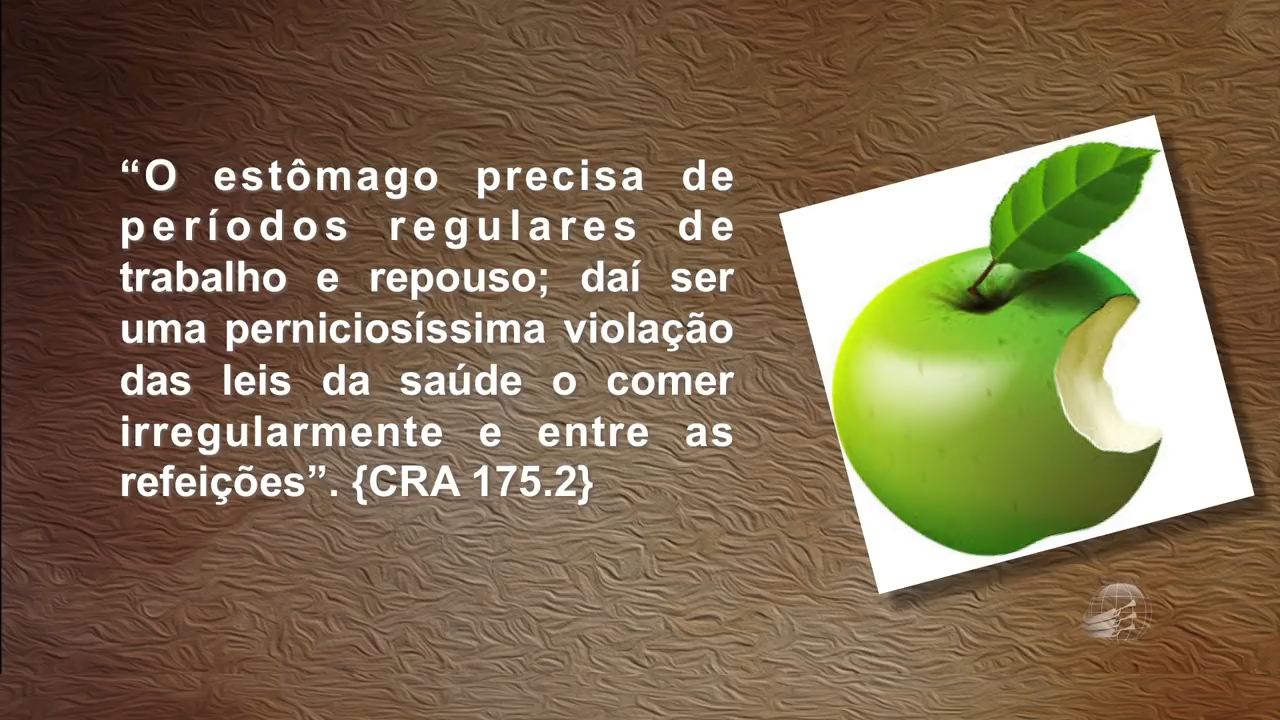 “O estômago precisa de
períodos regulares de
trabalho e repouso; daí ser
uma perniciosíssima violação
das leis da saúde o comer
irregularmente e entre as
refeições”. {CRA 175.2}